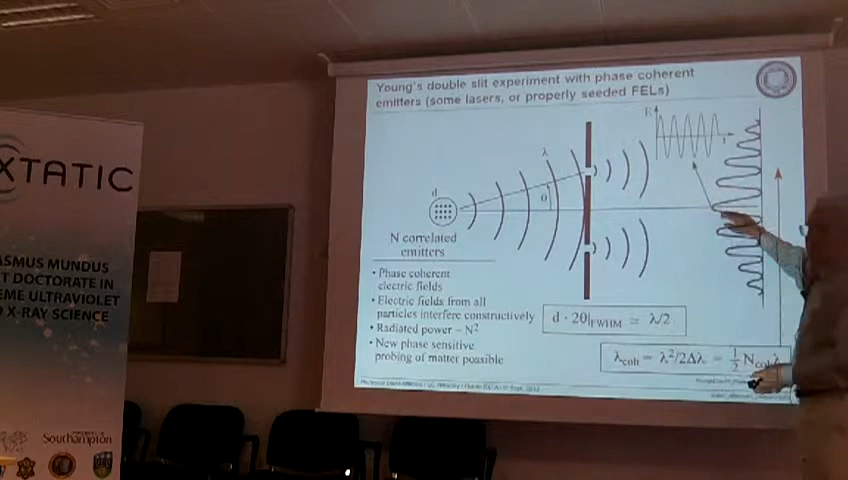 Young's double slit experiment with phase coherent
emitters (some lasers, or properly seeded FELs)
E
λ
d
θ
N correlated
emitters
• Phase coherent
electric fields
• Electric fields from all
particles interfere constructively
• Radiated power ~ N²
• New phase sensitive
probing of matter possible
d · 2θ|FWHM = λ/2
λcoh = λ²/2Δλ = ½ Ncoh λ
XTATIC
ASMUS MUNDUS
T DOCTORATE IN
EME ULTRAVIOLET
X-RAY SCIENCE
Southampton